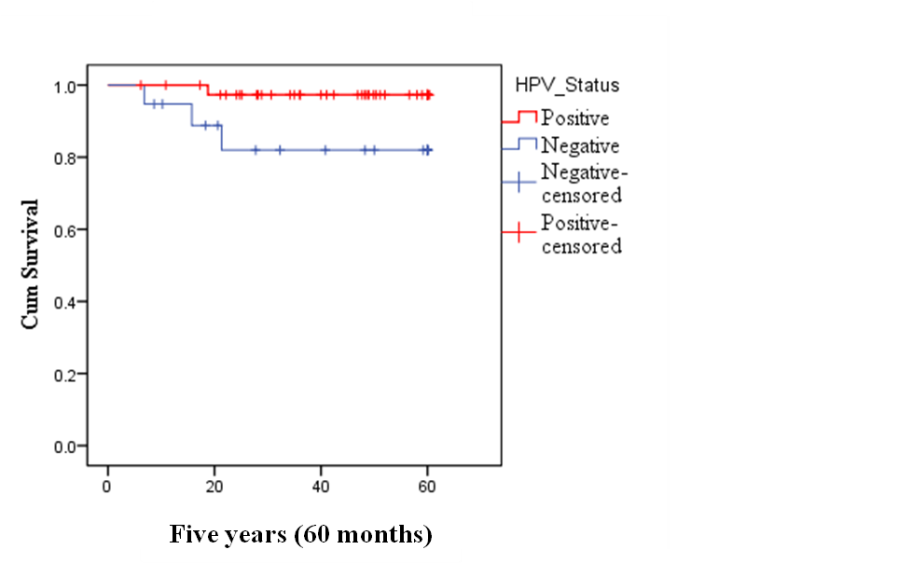 HPV_Status
Positive
Negative
Negative-
censored
Positive-
censored
Cum Survival
1.0
0.8
0.6
0.4
0.2
0.0
0 20 40 60
Five years (60 months)